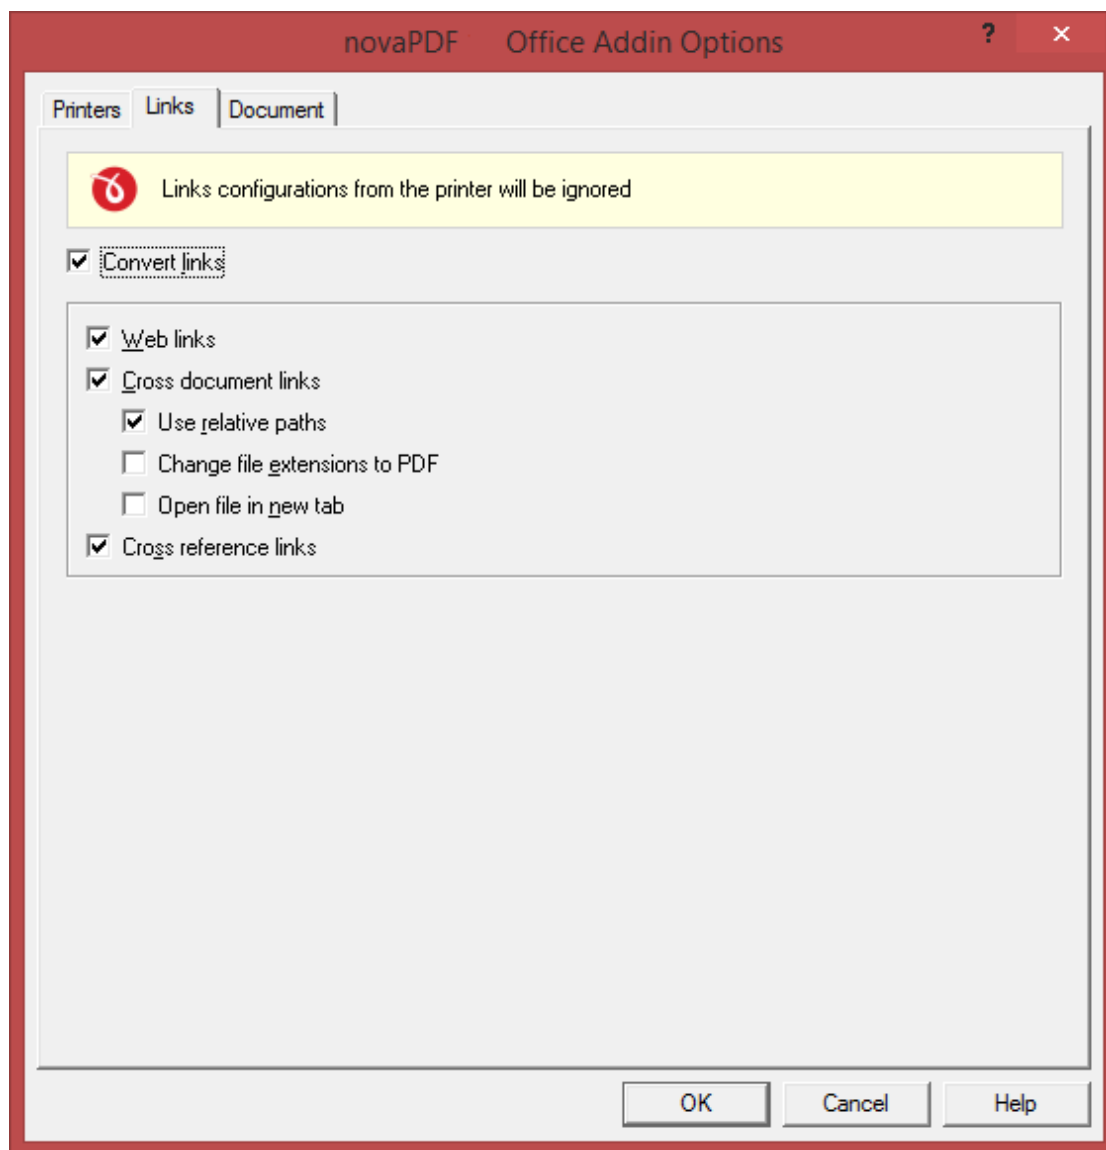 novaPDF Office Addin Options ?
Printers Links Document
Links configurations from the printer will be ignored
Convert links
Web links
Cross document links
Use relative paths
Change file extensions to PDF
Open file in new tab
Cross reference links
OK Cancel Help